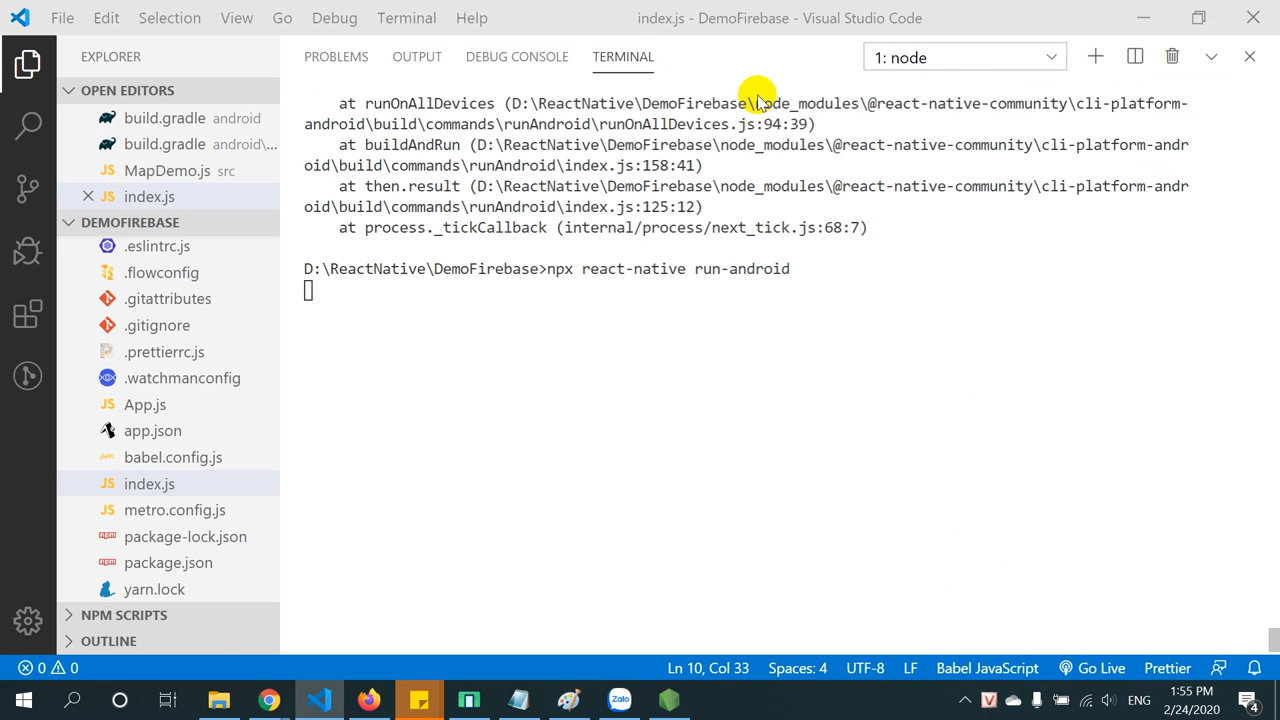 File Edit Selection View Go Debug Terminal Help index.js - DemoFirebase - Visual Studio Code
EXPLORER
OPEN EDITORS
build.gradle android
build.gradle android\...
JS MapDemo.js src
JS index.js
DEMOFIREBASE
.eslintrc.js
.flowconfig
.gitattributes
.gitignore
.prettierrc.js
.watchmanconfig
JS App.js
app.json
babel.config.js
JS index.js
JS metro.config.js
package-lock.json
package.json
yarn.lock
NPM SCRIPTS
OUTLINE
PROBLEMS OUTPUT DEBUG CONSOLE TERMINAL 1: node
at runOnAllDevices (D:\ReactNative\DemoFirebase\node_modules\@react-native-community\cli-platform-
android\build\commands\runAndroid\runOnAllDevices.js:94:39)
at buildAndRun (D:\ReactNative\DemoFirebase\node_modules\@react-native-community\cli-platform-andr
oid\build\commands\runAndroid\index.js:158:41)
at then.result (D:\ReactNative\DemoFirebase\node_modules\@react-native-community\cli-platform-andr
oid\build\commands\runAndroid\index.js:125:12)
at process._tickCallback (internal/process/next_tick.js:68:7)
D:\ReactNative\DemoFirebase>npx react-native run-android
0 0 Ln 10, Col 33 Spaces: 4 UTF-8 LF Babel JavaScript Go Live Prettier
Zalo V ENG 1:55 PM
2/24/2020 4